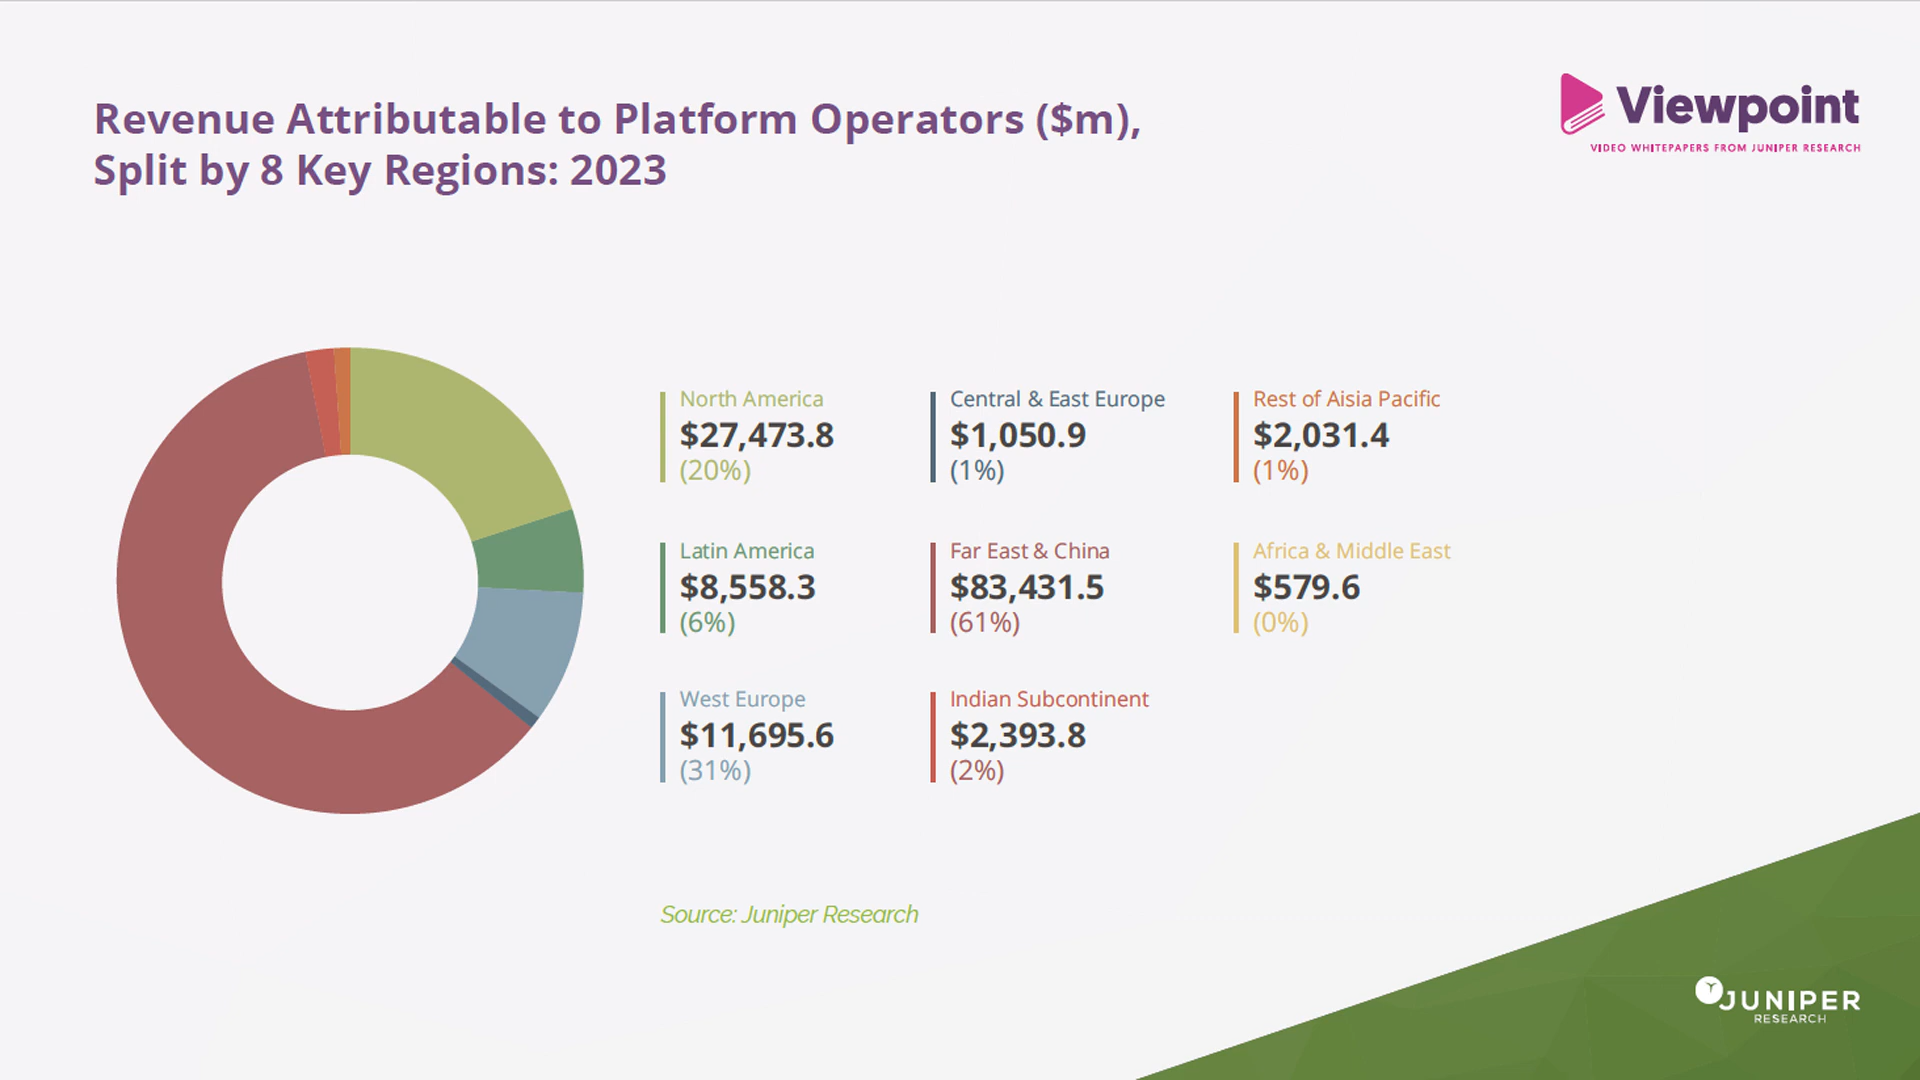 Revenue Attributable to Platform Operators ($m),
Split by 8 Key Regions: 2023
Viewpoint
VIDEO WHITEPAPERS FROM JUNIPER RESEARCH
North America
$27,473.8
(20%)
Latin America
$8,558.3
(6%)
West Europe
$11,695.6
(31%)
Central & East Europe
$1,050.9
(1%)
Far East & China
$83,431.5
(61%)
Indian Subcontinent
$2,393.8
(2%)
Rest of Aisia Pacific
$2,031.4
(1%)
Africa & Middle East
$579.6
(0%)
Source: Juniper Research
JUNIPER
RESEARCH